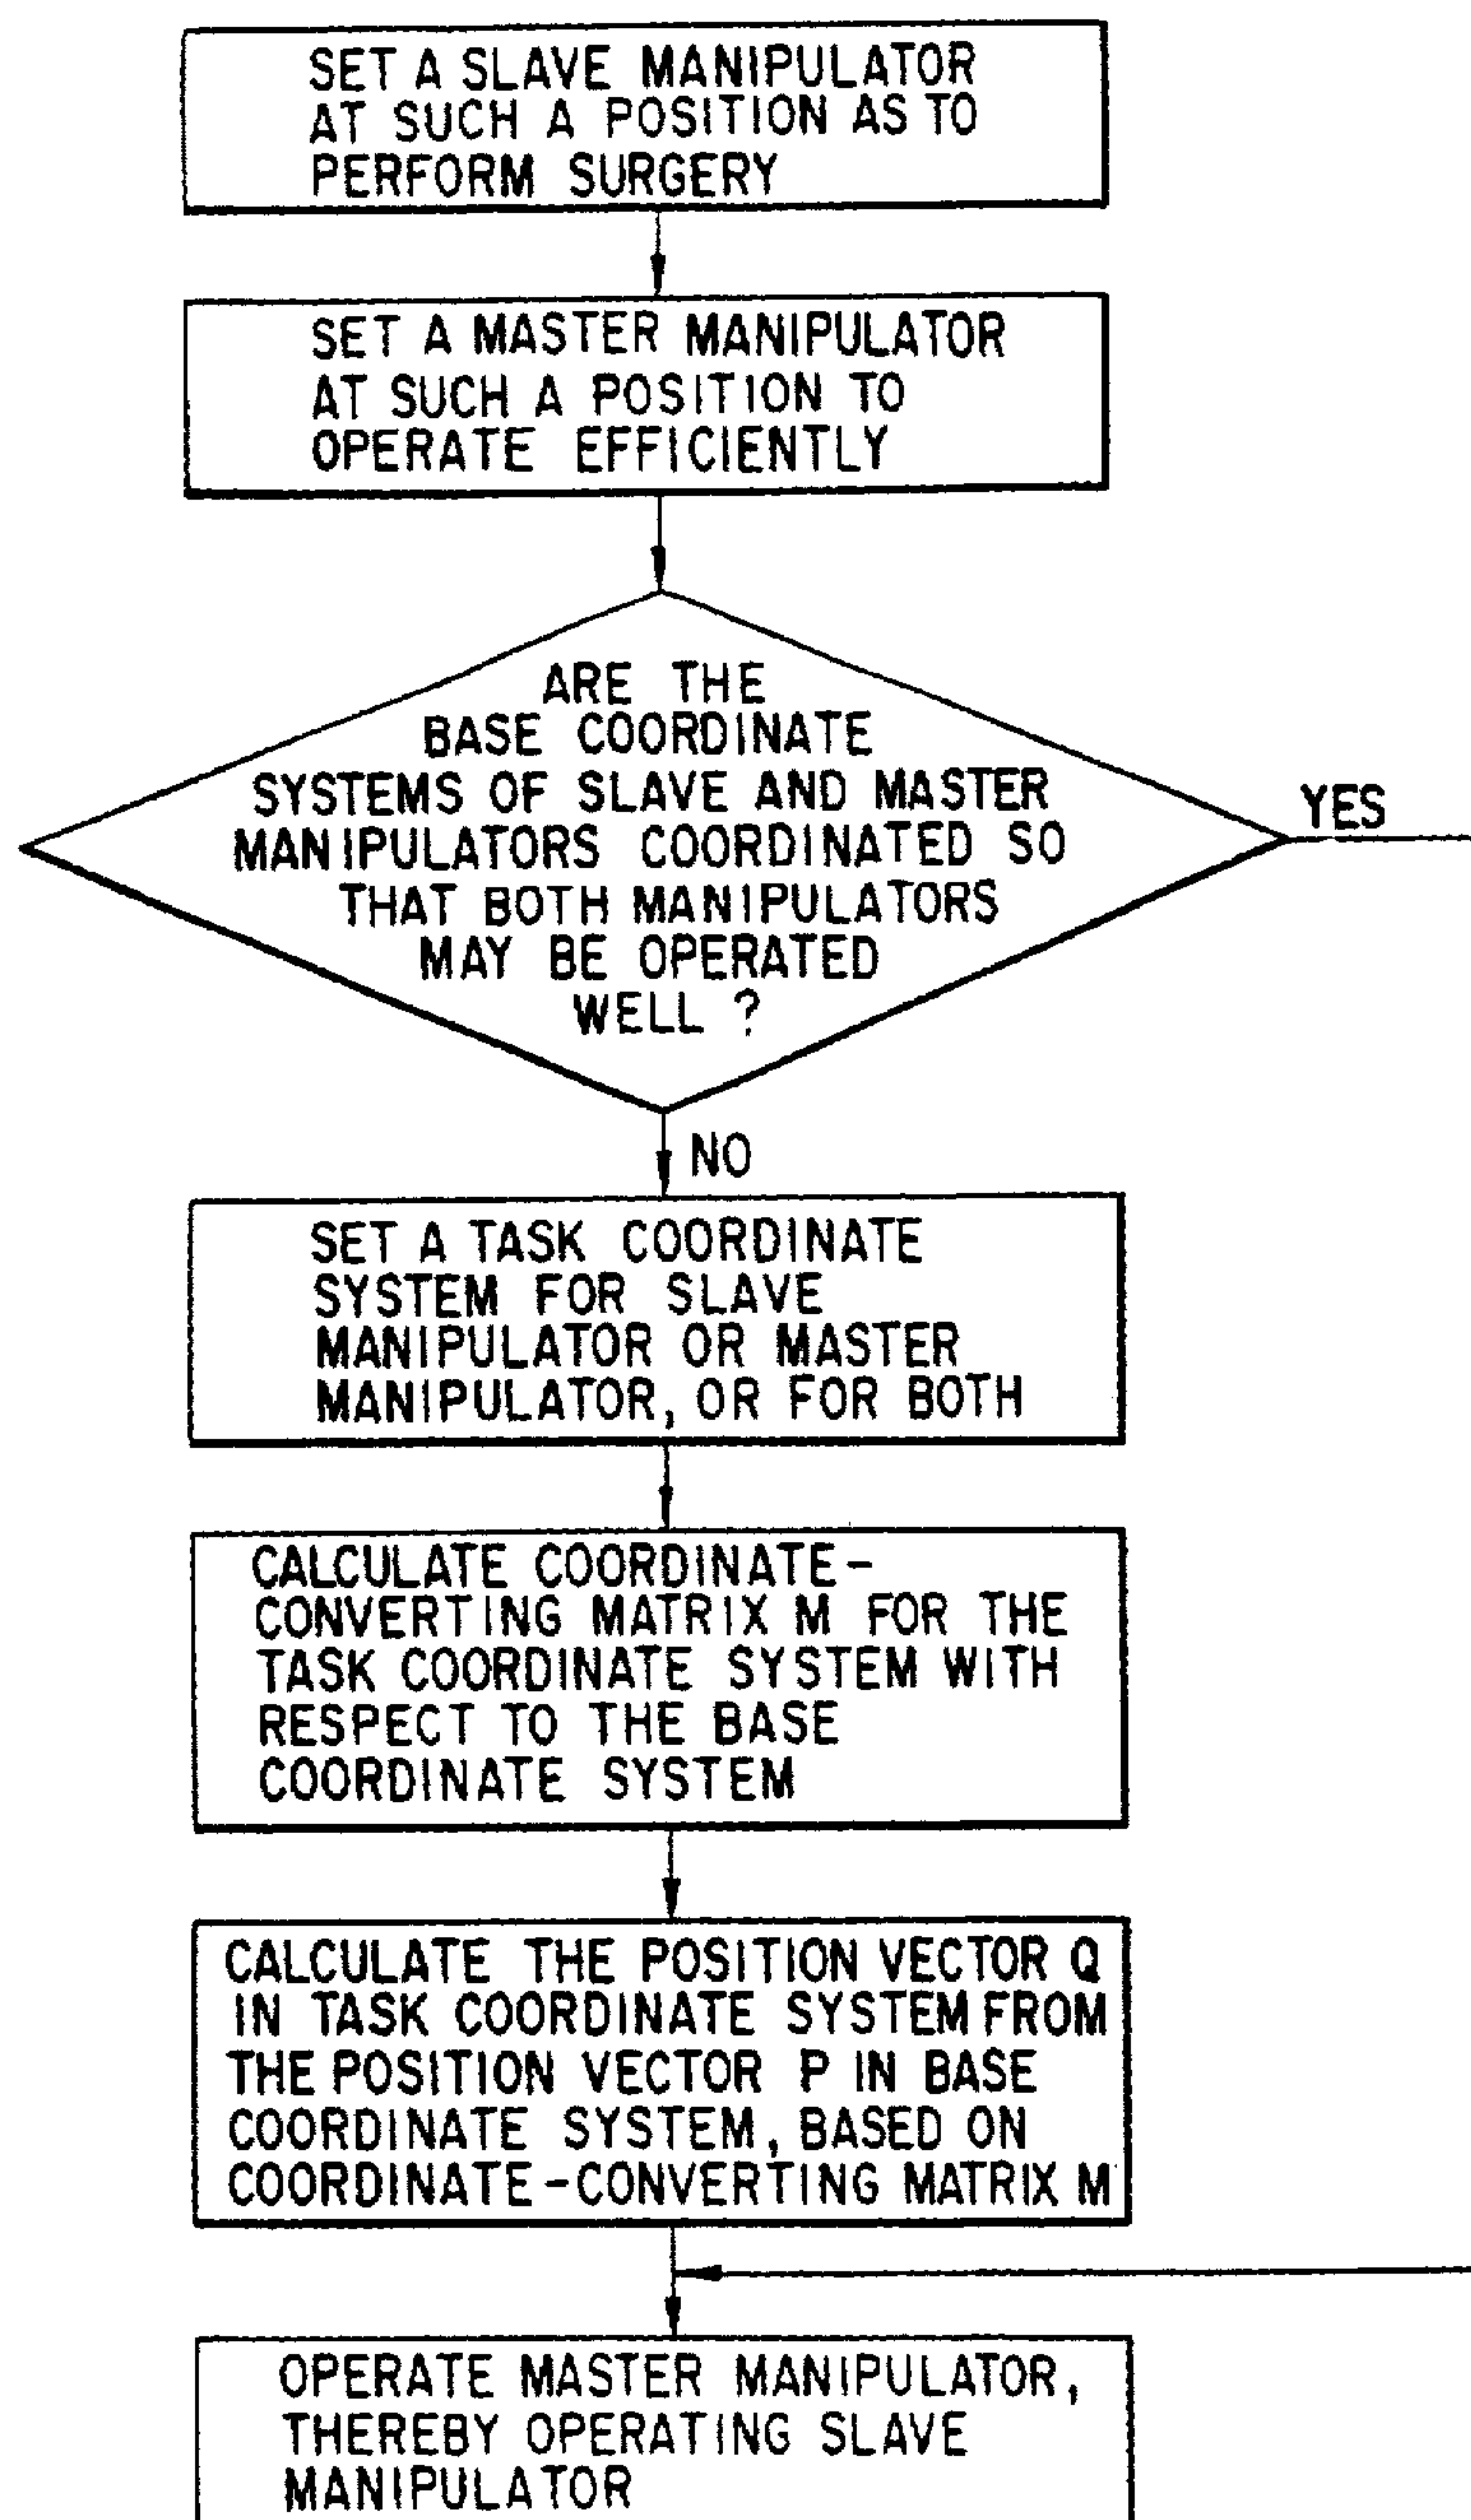 SET A SLAVE MANIPULATOR
AT SUCH A POSITION AS TO
PERFORM SURGERY
SET A MASTER MANIPULATOR
AT SUCH A POSITION TO
OPERATE EFFICIENTLY
ARE THE
BASE COORDINATE
SYSTEMS OF SLAVE AND MASTER
MANIPULATORS COORDINATED SO
THAT BOTH MANIPULATORS
MAY BE OPERATED
WELL ?
YES
NO
SET A TASK COORDINATE
SYSTEM FOR SLAVE
MANIPULATOR OR MASTER
MANIPULATOR, OR FOR BOTH
CALCULATE COORDINATE-
CONVERTING MATRIX M FOR THE
TASK COORDINATE SYSTEM WITH
RESPECT TO THE BASE
COORDINATE SYSTEM
CALCULATE THE POSITION VECTOR Q
IN TASK COORDINATE SYSTEM FROM
THE POSITION VECTOR P IN BASE
COORDINATE SYSTEM, BASED ON
COORDINATE-CONVERTING MATRIX M
OPERATE MASTER MANIPULATOR,
THEREBY OPERATING SLAVE
MANIPULATOR